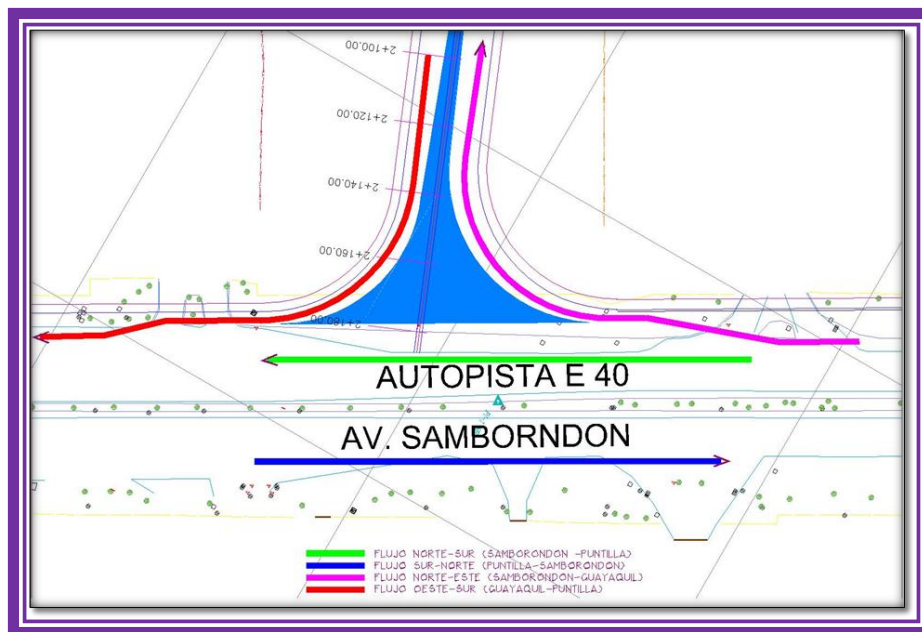 2+100.00
2+120.00
2+140.00
2+160.00
2+180.00
AUTOPISTA E 40
AV. SAMBORNDON
FLUJO NORTE-SUR (SAMBORONDON -PUNTILLA)
FLUJO SUR-NORTE (PUNTILLA-SAMBORONDON)
FLUJO NORTE-ESTE (SAMBORONDON-GUAYAQUIL)
FLUJO OESTE-SUR (GUAYAQUIL-PUNTILLA)